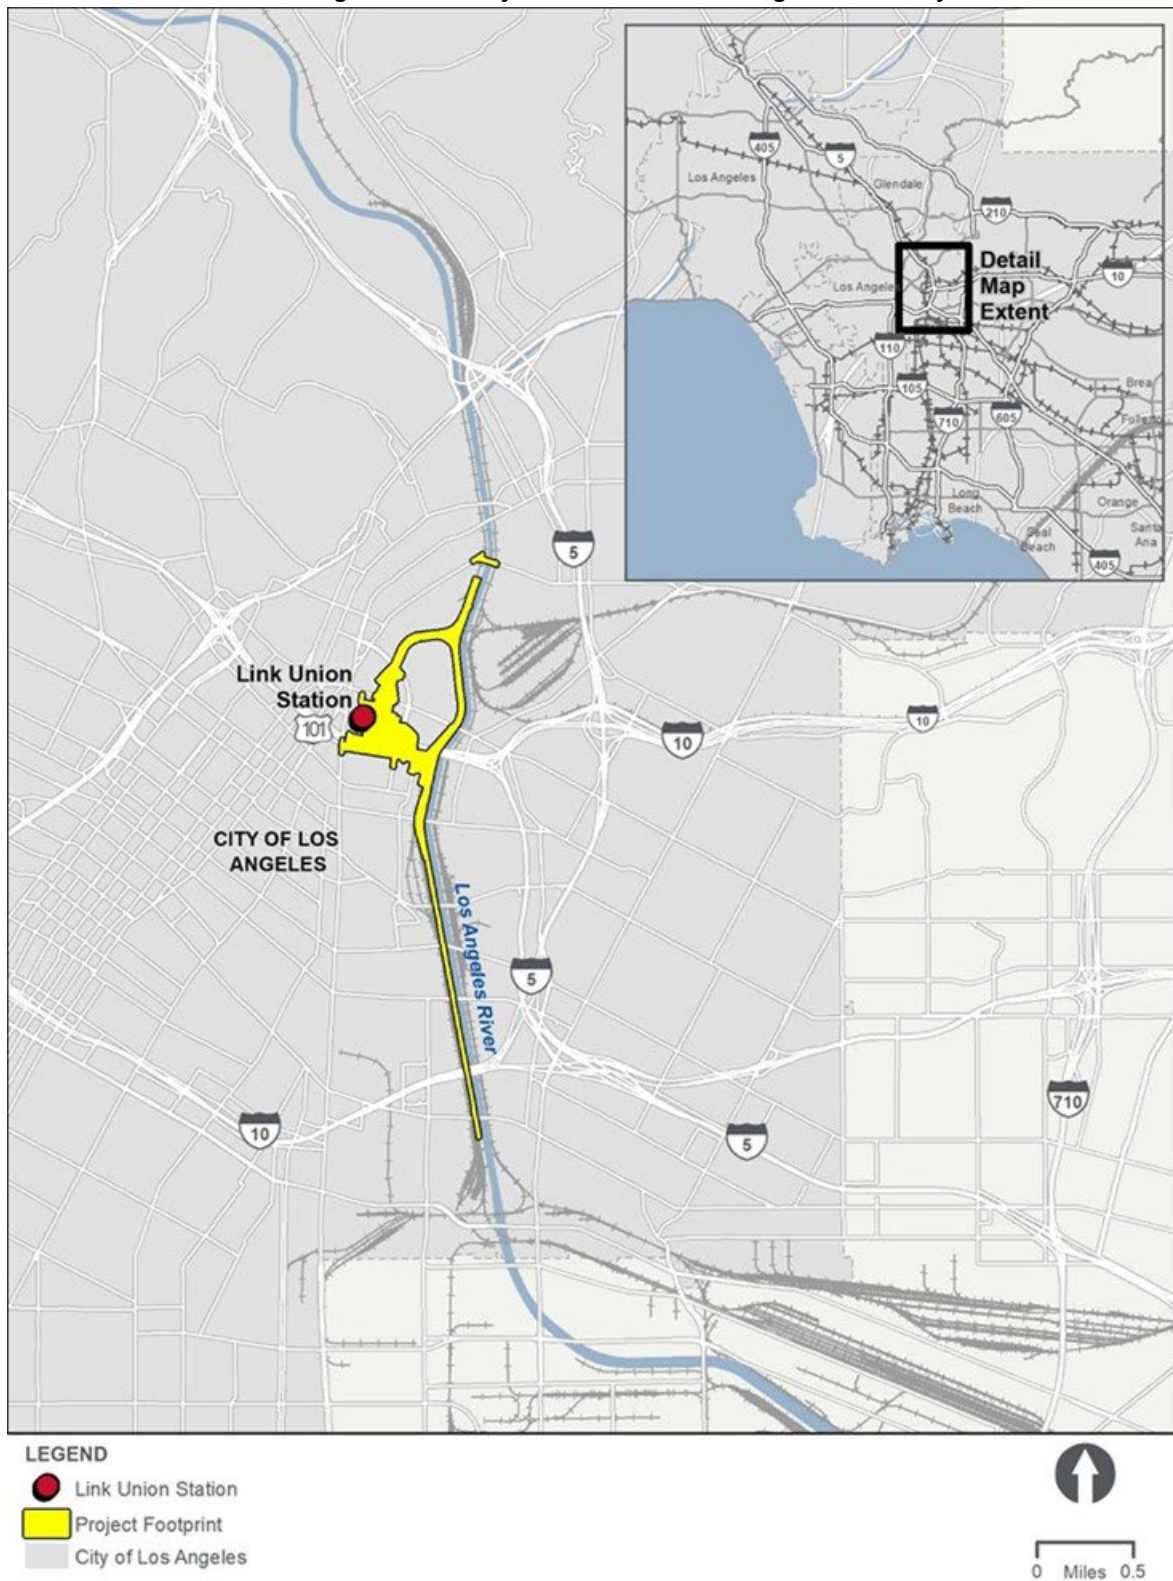 405
5
Los Angeles
Glendale
210
Detail
Map
Extent
10
110
105
710
605
Brea
Long
Beach
Orange
Seal
Beach
Santa
Ana
405
5
Link Union
Station
101
10
10
CITY OF LOS
ANGELES
Los Angeles River
5
10
5
710
LEGEND
Link Union Station
Project Footprint
City of Los Angeles
0 Miles 0.5